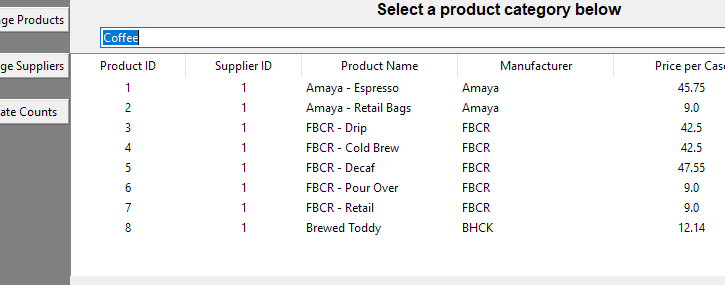 Select a product category below
ge Products
Coffee
ge Suppliers
Product ID Supplier ID Product Name Manufacturer Price per Cas
1 1 Amaya - Espresso Amaya 45.75
ate Counts
2 1 Amaya - Retail Bags Amaya 9.0
3 1 FBCR - Drip FBCR 42.5
4 1 FBCR - Cold Brew FBCR 42.5
5 1 FBCR - Decaf FBCR 47.55
6 1 FBCR - Pour Over FBCR 9.0
7 1 FBCR - Retail FBCR 9.0
8 1 Brewed Toddy BHCK 12.14